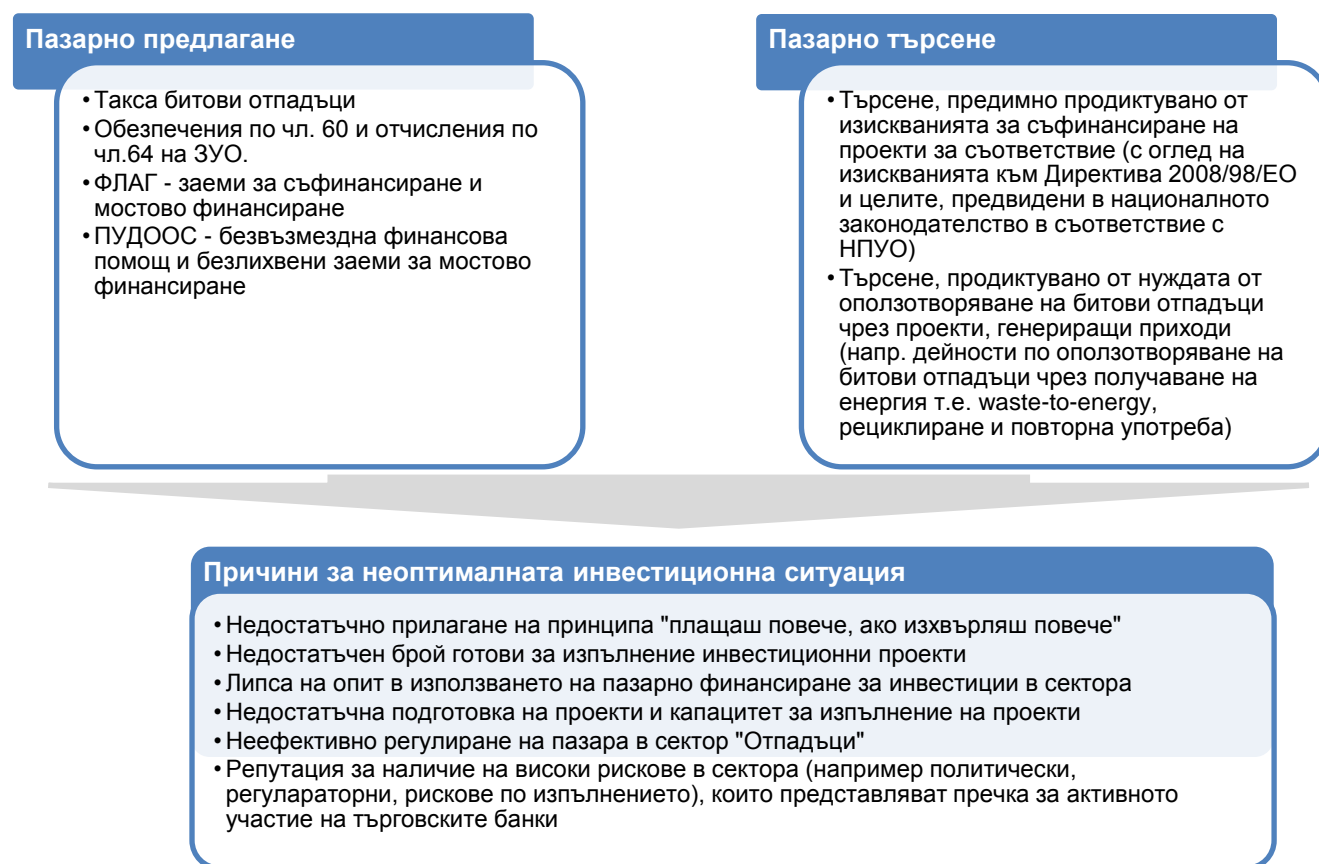 Пазарно предлагане
• Такса битови отпадъци
• Обезпечения по чл. 60 и отчисления по
чл.64 на ЗУО.
• ФЛАГ - заеми за съфинансиране и
мостово финансиране
• ПУДООС - безвъзмездна финансова
помощ и безлихвени заеми за мостово
финансиране
Пазарно търсене
• Търсене, предимно продиктувано от
изискванията за съфинансиране на
проекти за съответствие (с оглед на
изискванията към Директива 2008/98/ЕО
и целите, предвидени в националното
законодателство в съответствие с
НПУО)
• Търсене, продиктувано от нуждата от
оползотворяване на битови отпадъци
чрез проекти, генериращи приходи
(напр. дейности по оползотворяване на
битови отпадъци чрез получаване на
енергия т.е. waste-to-energy,
рециклиране и повторна употреба)
Причини за неоптималната инвестиционна ситуация
• Недостатъчно прилагане на принципа "плащаш повече, ако изхвърляш повече"
• Недостатъчен брой готови за изпълнение инвестиционни проекти
• Липса на опит в използването на пазарно финансиране за инвестиции в сектора
• Недостатъчна подготовка на проекти и капацитет за изпълнение на проекти
• Неефективно регулиране на пазара в сектор "Отпадъци"
• Репутация за наличие на високи рискове в сектора (например политически,
регулараторни, рискове по изпълнението), които представляват пречка за активното
участие на търговските банки